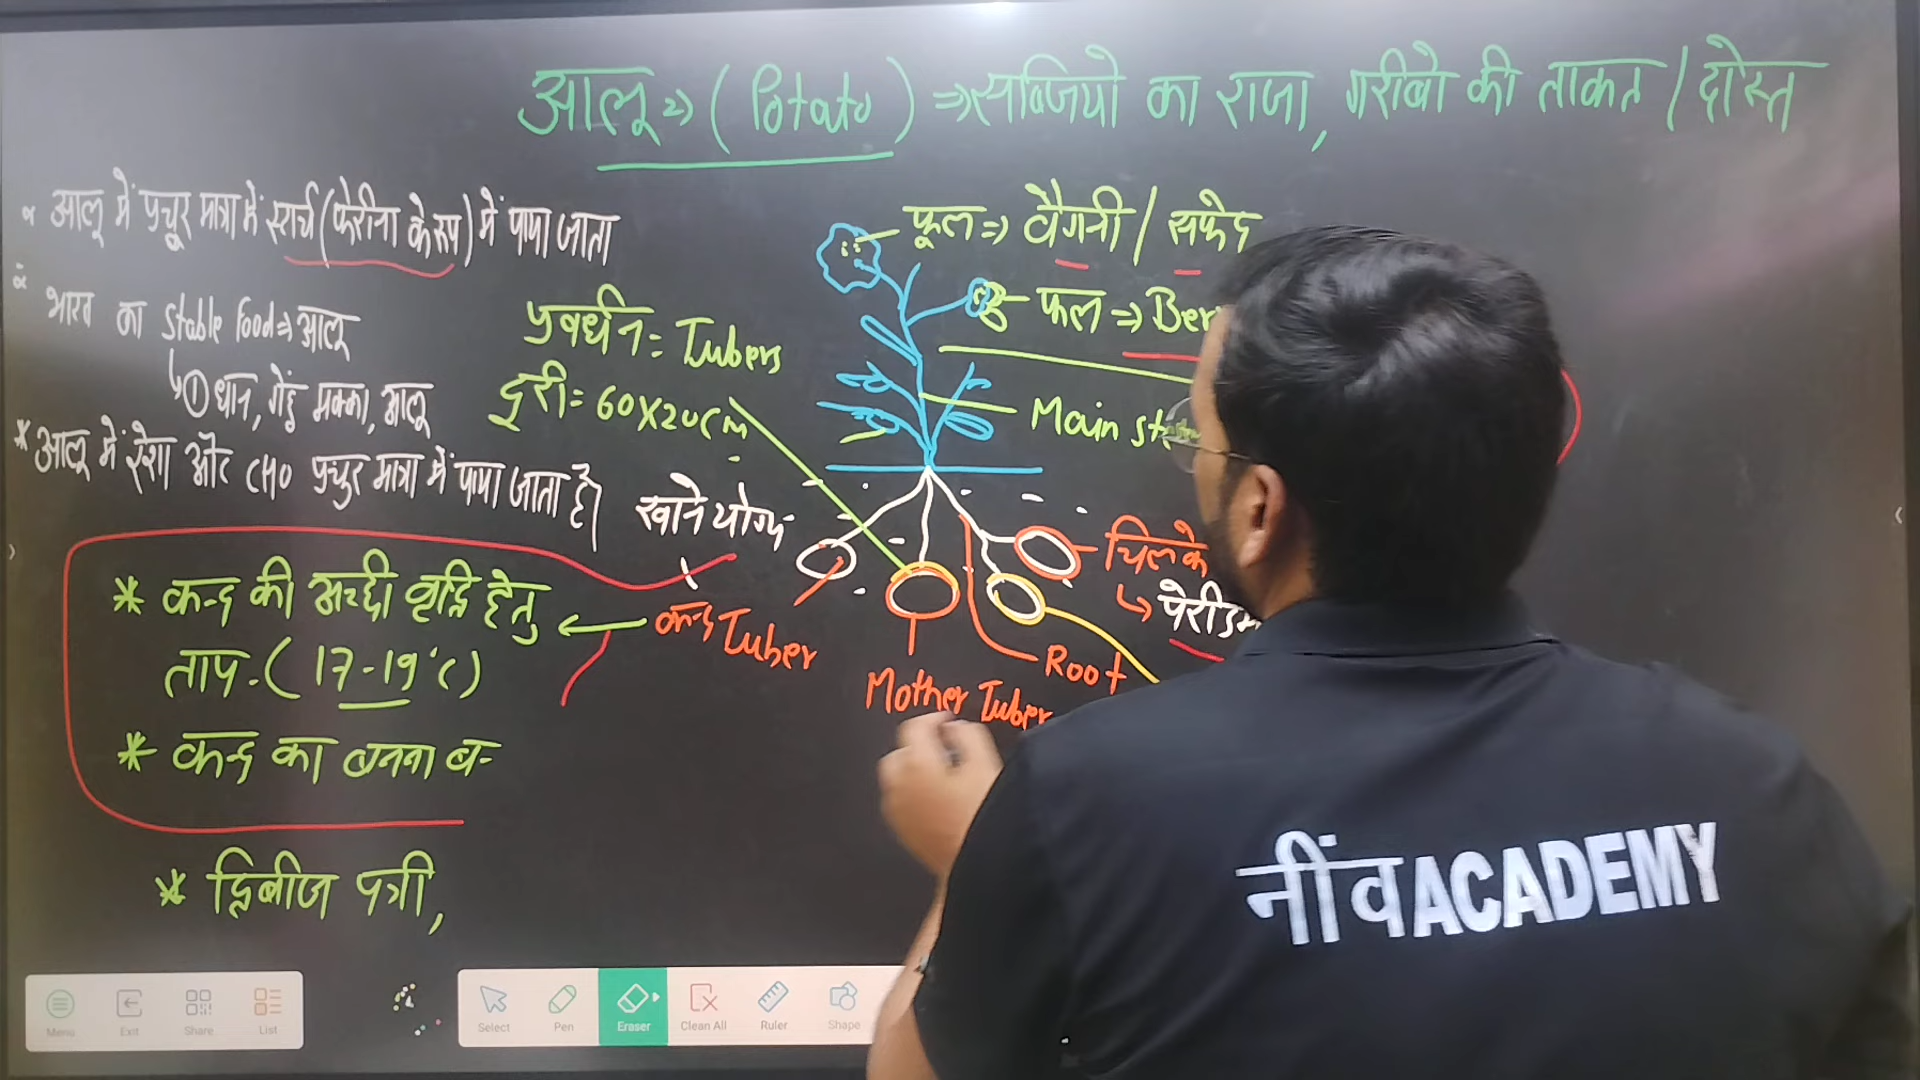 आलू => (Potato) => सब्जियो का राजा, गरीबो की ताकत / दोस्त
आलू में प्रचूर मात्रा में स्टार्च (फेरीना के रूप) में पाया जाता
भारत का Stable Food => आलू
① धान, गेहूं मक्का, आलू
* आलू में रेशा और CHO प्रचुर मात्रा में पाया जाता है।
* कन्द की अच्छी वृद्धि हेतु
ताप. (17-19°C)
* कन्द का बनना ब
* द्विबीज पत्री,
प्रवर्धन = Tubers
दुरी = 60X20cm
खाने योग्य
कन्द Tuber
फूल => वैगनी / सफेद
फल => Ber
Main st
चिलके
पेरीड
Root
Mother Tuber
नींव ACADEMY
Menu
Exit
Share
List
Select
Pen
Eraser
Clean All
Ruler
Shape